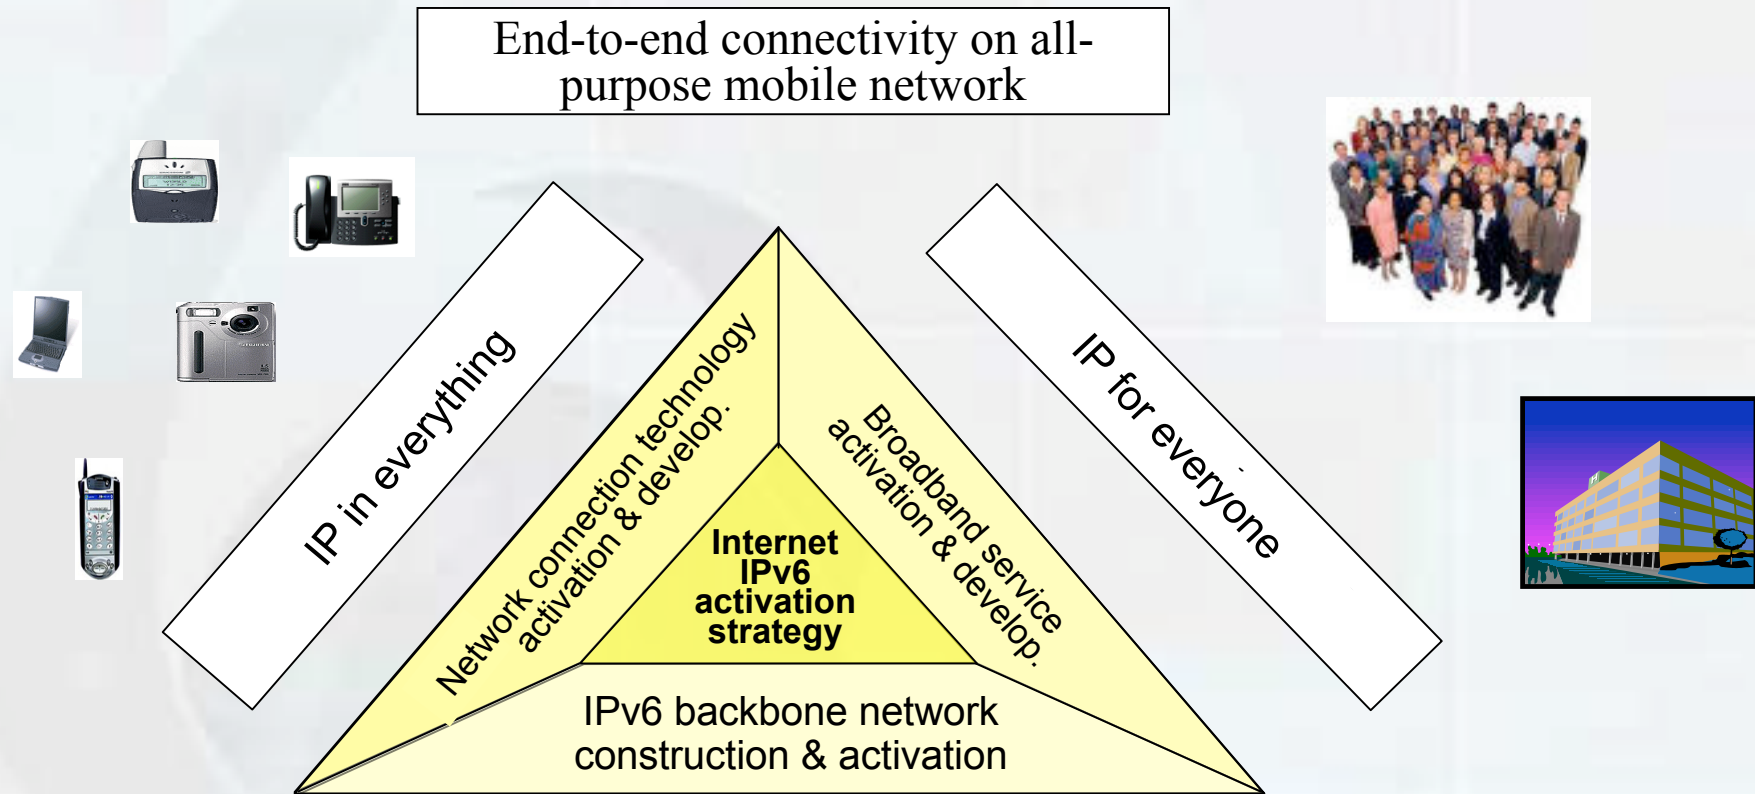 End-to-end connectivity on all-
purpose mobile network
IP in everything
Network connection technology
activation & develop.
Broadband service
activation & develop.
IP for everyone
Internet
IPv6
activation
strategy
IPv6 backbone network
construction & activation